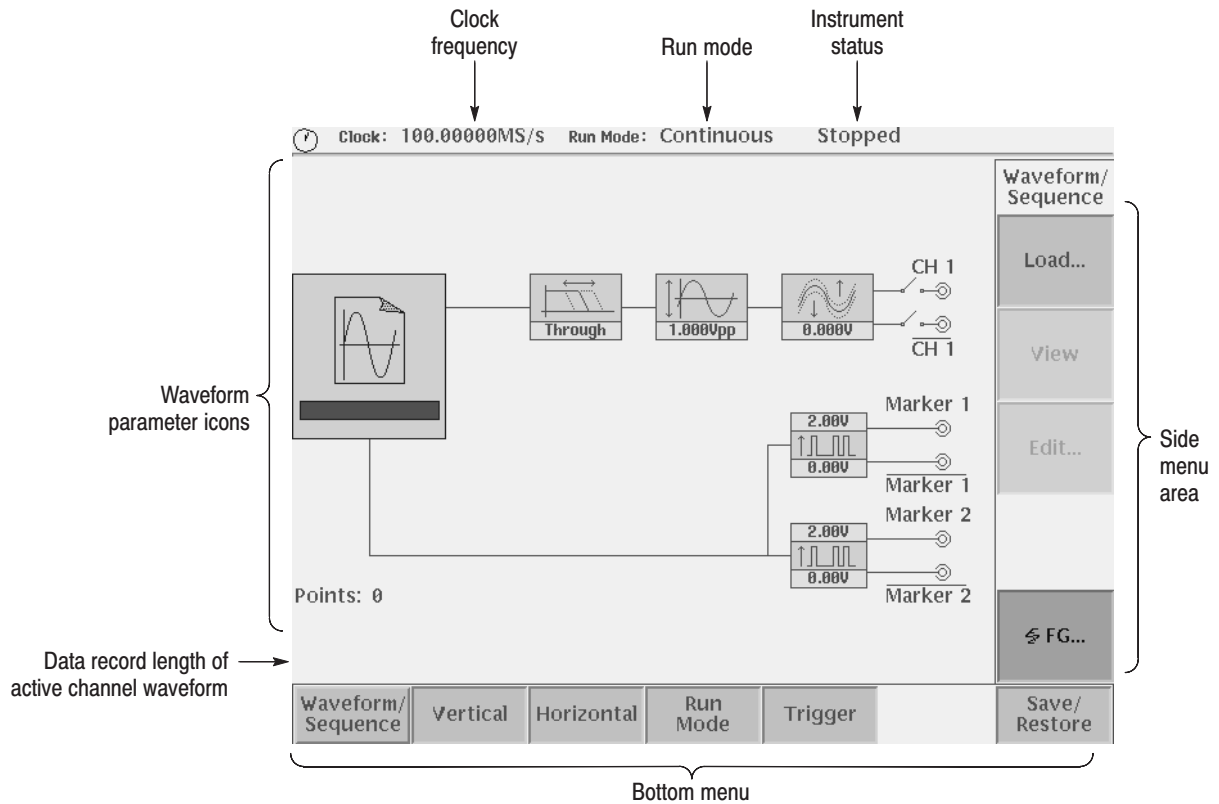 Clock
frequency
Run mode
Instrument
status
Clock: 100.00000MS/s Run Mode: Continuous Stopped
Waveform/
Sequence
Load...
View
Edit...
FG...
CH 1
CH 1
Through
1.000Vpp
0.000V
Marker 1
2.00V
0.00V
Marker 1
Marker 2
2.00V
0.00V
Marker 2
Points: 0
Waveform
parameter icons
Side
menu
area
Data record length of
active channel waveform
Waveform/
Sequence
Vertical
Horizontal
Run
Mode
Trigger
Save/
Restore
Bottom menu